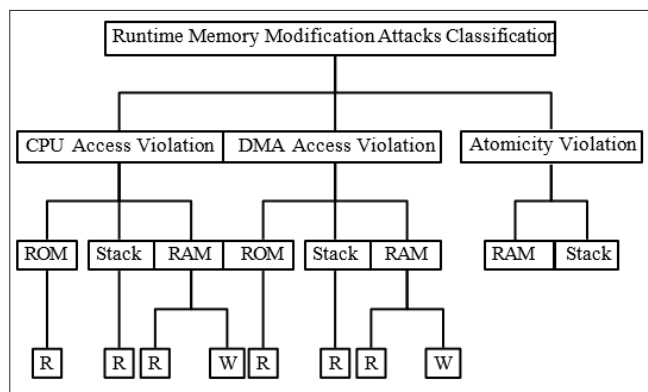 Runtime Memory Modification Attacks Classification
CPU Access Violation DMA Access Violation Atomicity Violation
ROM Stack RAM ROM Stack RAM RAM Stack
R R R W R R R W